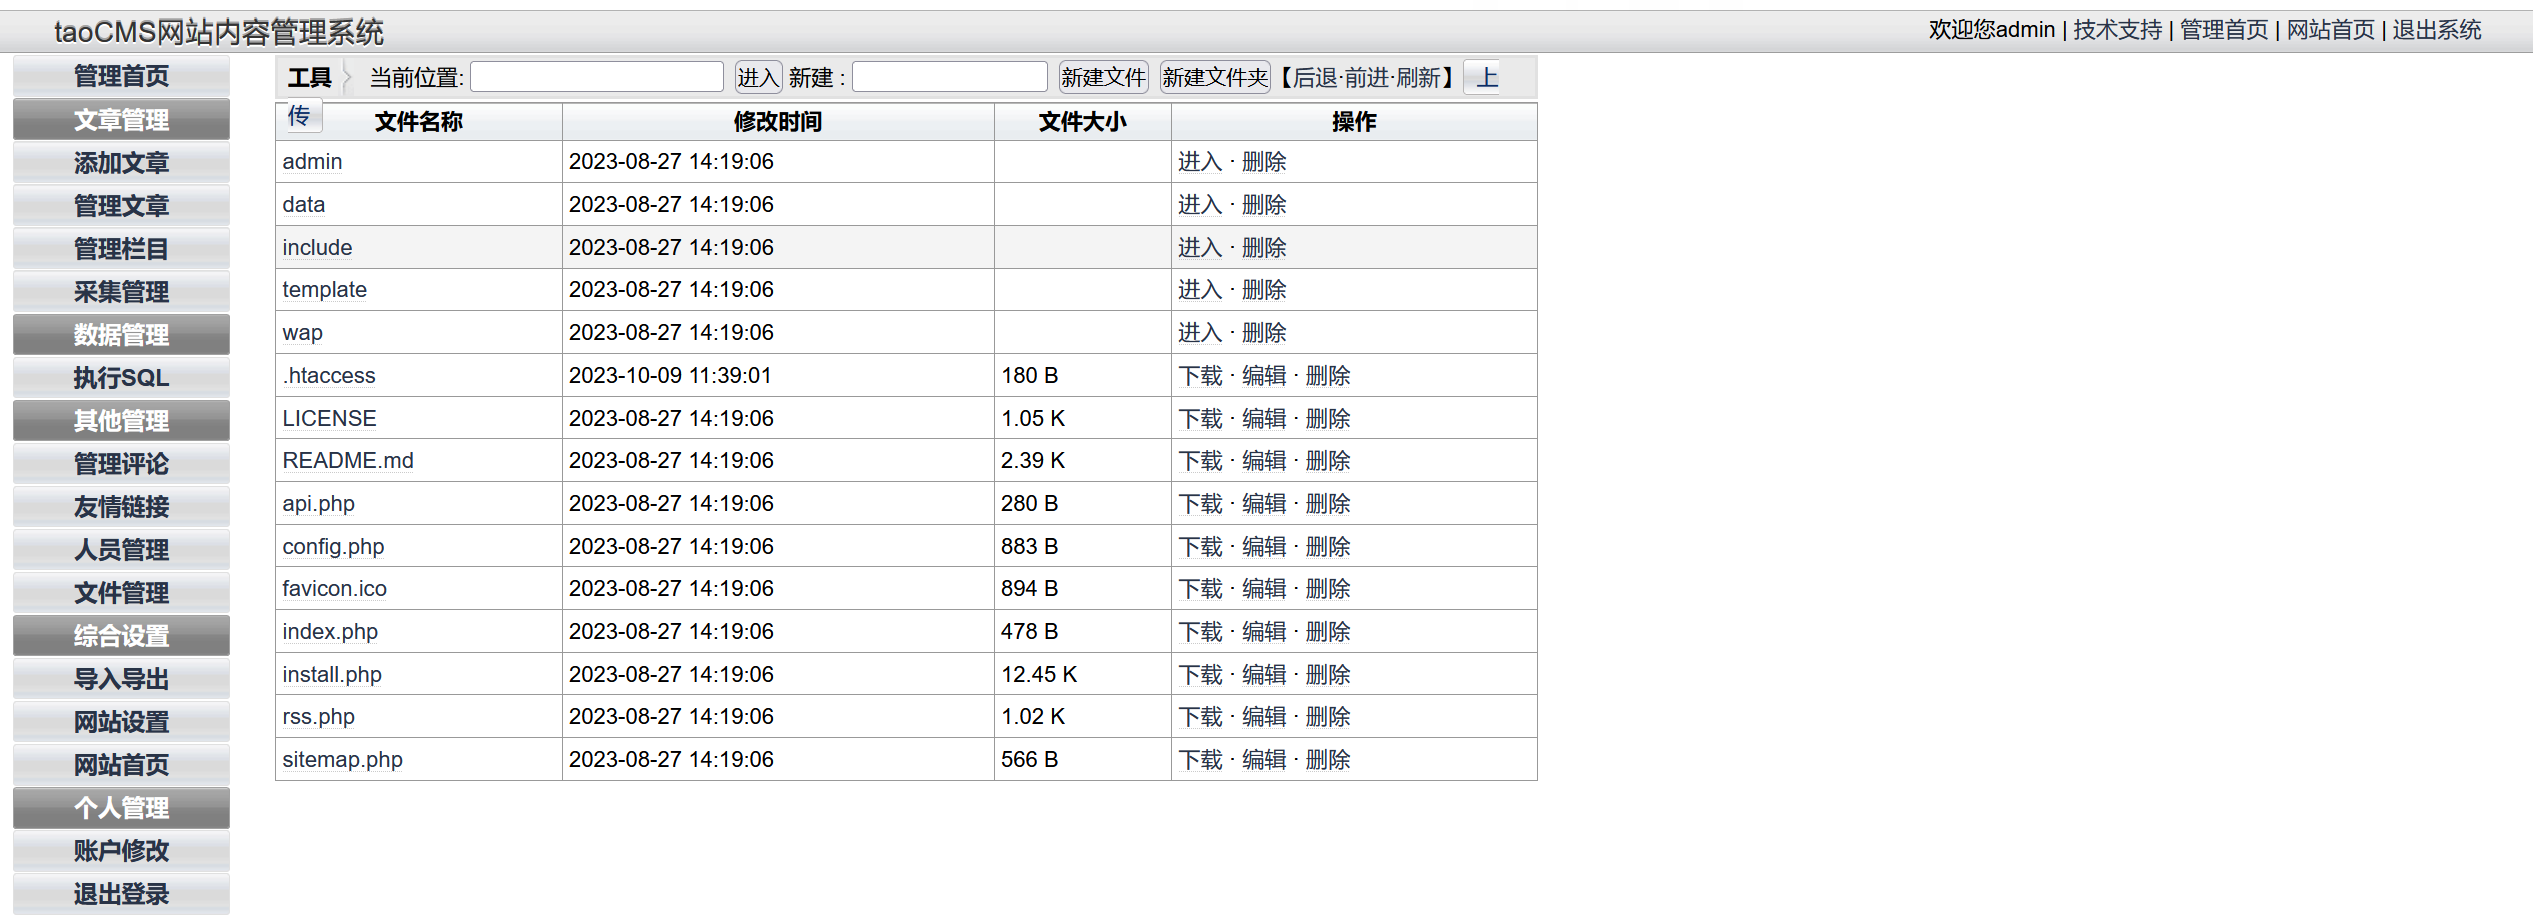 taoCMS网站内容管理系统
欢迎您admin | 技术支持 | 管理首页 | 网站首页 | 退出系统
管理首页
文章管理
添加文章
管理文章
管理栏目
采集管理
数据管理
执行SQL
其他管理
管理评论
友情链接
人员管理
文件管理
综合设置
导入导出
网站设置
网站首页
个人管理
账户修改
退出登录
工具 当前位置: 进入 新建 : 新建文件 新建文件夹 【后退·前进·刷新】 上
传
文件名称 修改时间 文件大小 操作
admin 2023-08-27 14:19:06 进入 · 删除
data 2023-08-27 14:19:06 进入 · 删除
include 2023-08-27 14:19:06 进入 · 删除
template 2023-08-27 14:19:06 进入 · 删除
wap 2023-08-27 14:19:06 进入 · 删除
.htaccess 2023-10-09 11:39:01 180 B 下载 · 编辑 · 删除
LICENSE 2023-08-27 14:19:06 1.05 K 下载 · 编辑 · 删除
README.md 2023-08-27 14:19:06 2.39 K 下载 · 编辑 · 删除
api.php 2023-08-27 14:19:06 280 B 下载 · 编辑 · 删除
config.php 2023-08-27 14:19:06 883 B 下载 · 编辑 · 删除
favicon.ico 2023-08-27 14:19:06 894 B 下载 · 编辑 · 删除
index.php 2023-08-27 14:19:06 478 B 下载 · 编辑 · 删除
install.php 2023-08-27 14:19:06 12.45 K 下载 · 编辑 · 删除
rss.php 2023-08-27 14:19:06 1.02 K 下载 · 编辑 · 删除
sitemap.php 2023-08-27 14:19:06 566 B 下载 · 编辑 · 删除